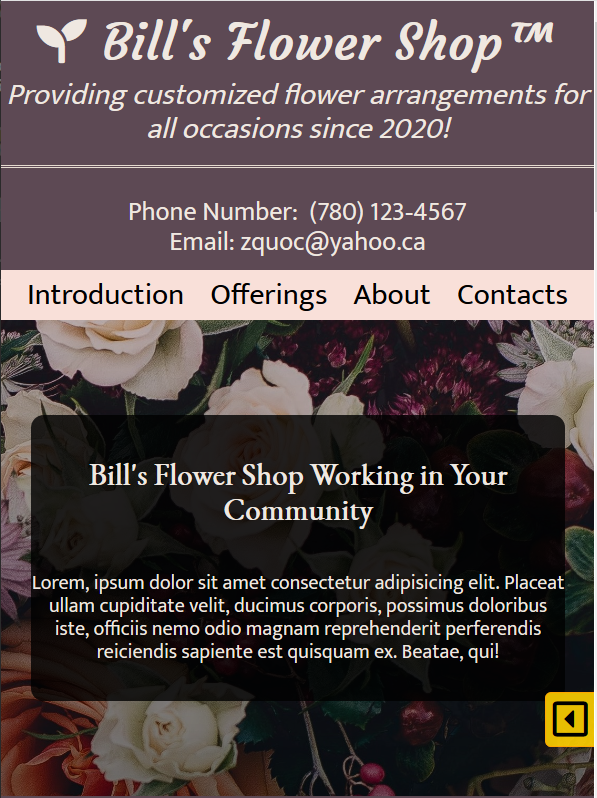 Bill's Flower Shop™
Providing customized flower arrangements for
all occasions since 2020!
Phone Number: (780) 123-4567
Email: zquoc@yahoo.ca
Introduction Offerings About Contacts
Bill's Flower Shop Working in Your
Community
Lorem, ipsum dolor sit amet consectetur adipisicing elit. Placeat
ullam cupiditate velit, ducimus corporis, possimus doloribus
iste, officiis nemo odio magnam reprehenderit perferendis
reiciendis sapiente est quisquam ex. Beatae, qui!